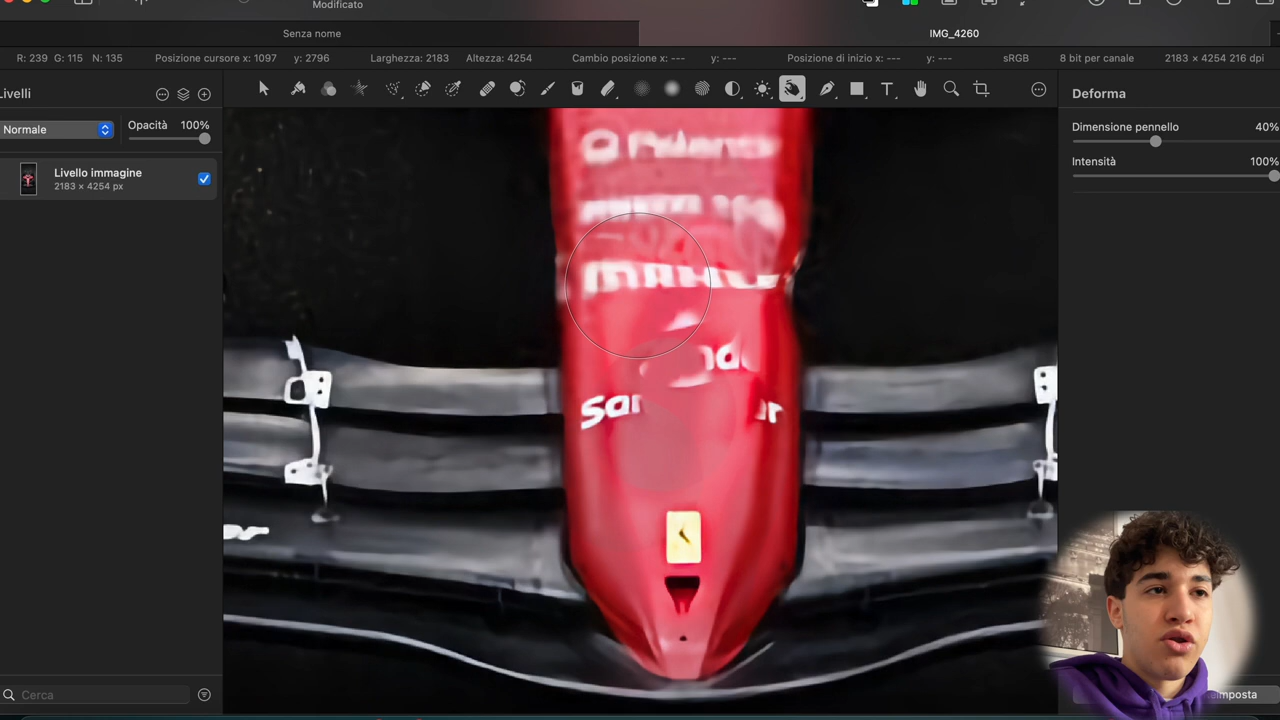 Modificato
Senza nome
IMG_4260
R: 239 G: 115 N: 135 Posizione cursore x: 1097 y: 2796 Larghezza: 2183 Altezza: 4254 Cambio posizione x: --- y: --- Posizione di inizio x: --- y: --- sRGB 8 bit per canale 2183 × 4254 216 dpi
Livelli
Deforma
Normale
Opacità 100%
Dimensione pennello 40%
Intensità 100%
Livello immagine
2183 × 4254 px
T
San
Cerca